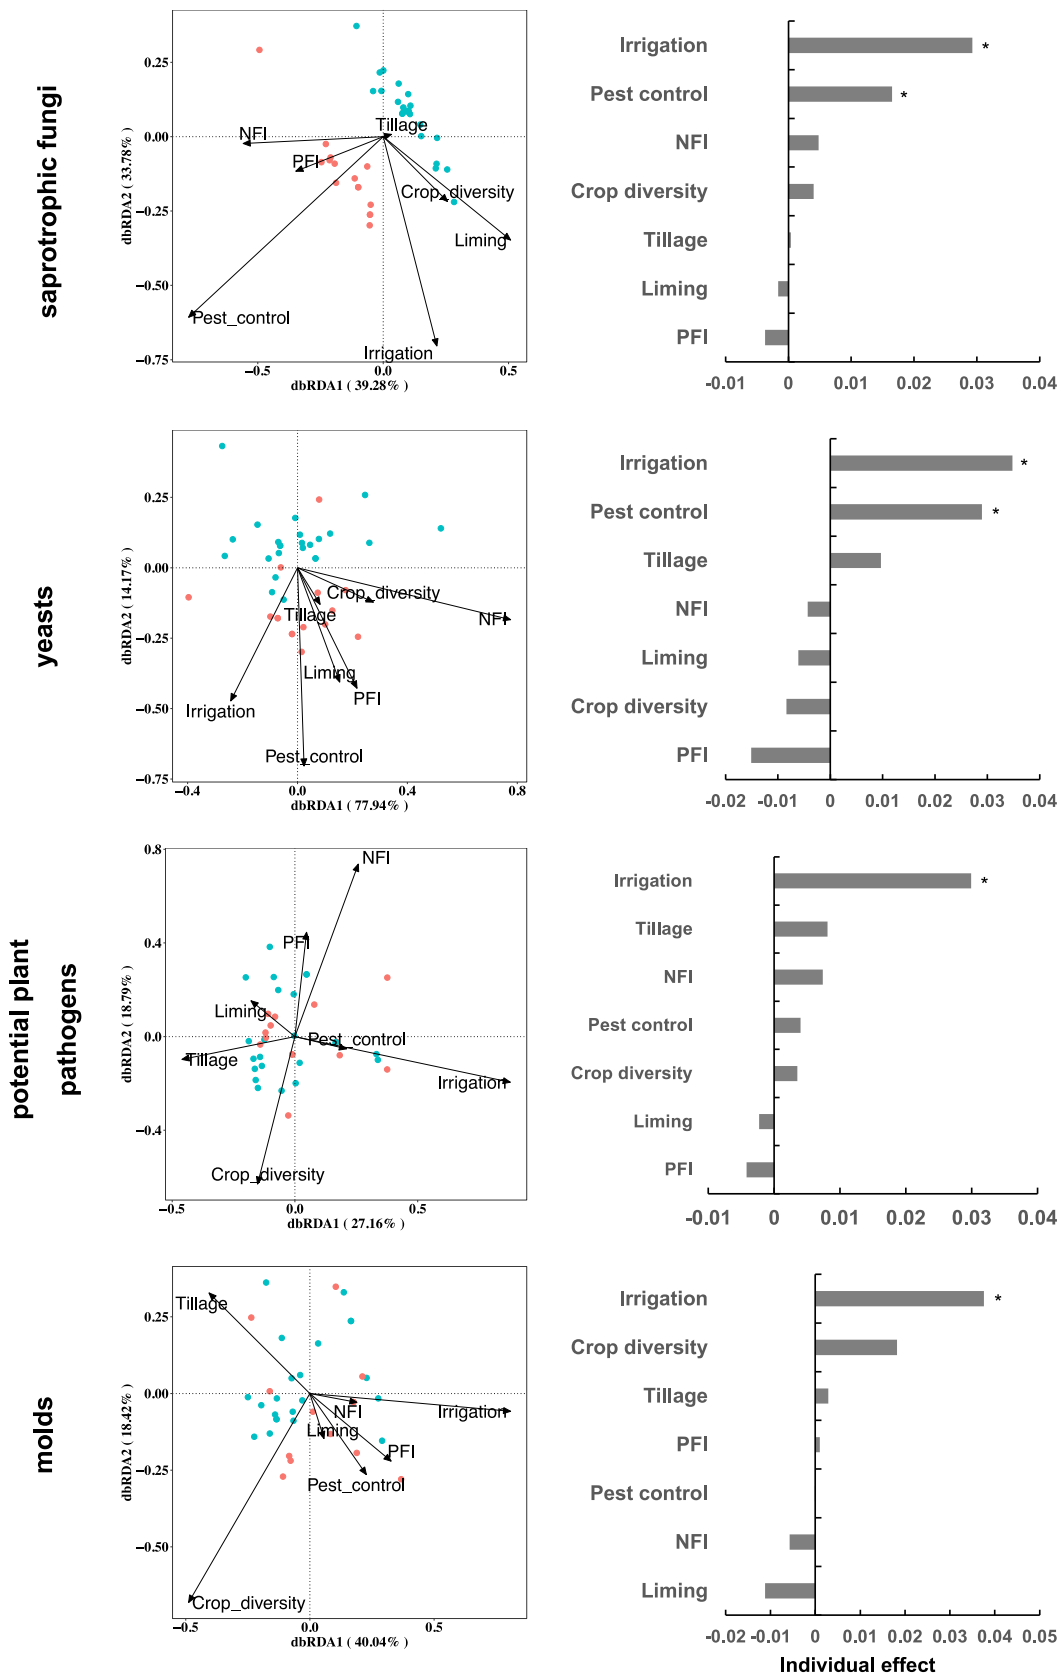 saprotrophic fungi
dbRDA2 ( 33.78% )
0.25
0.00
−0.25
−0.50
−0.75
NFI
PFI
Tillage
Crop_diversity
Liming
Pest_control
Irrigation
−0.5
0.0
0.5
dbRDA1 ( 39.28% )
Irrigation
*
Pest control
*
NFI
Crop diversity
Tillage
Liming
PFI
-0.01
0
0.01
0.02
0.03
0.04
yeasts
dbRDA2 ( 14.17% )
0.25
0.00
−0.25
−0.50
−0.75
Crop_diversity
Tillage
NFI
Liming
PFI
Irrigation
Pest_control
−0.4
0.0
0.4
0.8
dbRDA1 ( 77.94% )
Irrigation
*
Pest control
*
Tillage
NFI
Liming
Crop diversity
PFI
-0.02
-0.01
0
0.01
0.02
0.03
0.04
potential plant
pathogens
dbRDA2 ( 18.79% )
0.8
0.4
0.0
−0.4
NFI
PFI
Liming
Pest_control
Tillage
Irrigation
Crop_diversity
−0.5
0.0
0.5
dbRDA1 ( 27.16% )
Irrigation
*
Tillage
NFI
Pest control
Crop diversity
Liming
PFI
-0.01
0
0.01
0.02
0.03
0.04
molds
dbRDA2 ( 18.42% )
0.25
0.00
−0.25
−0.50
Tillage
NFI
Irrigation
Liming
PFI
Pest_control
Crop_diversity
−0.5
0.0
0.5
dbRDA1 ( 40.04% )
Irrigation
*
Crop diversity
Tillage
PFI
Pest control
NFI
Liming
-0.02
-0.01
0
0.01
0.02
0.03
0.04
0.05
Individual effect